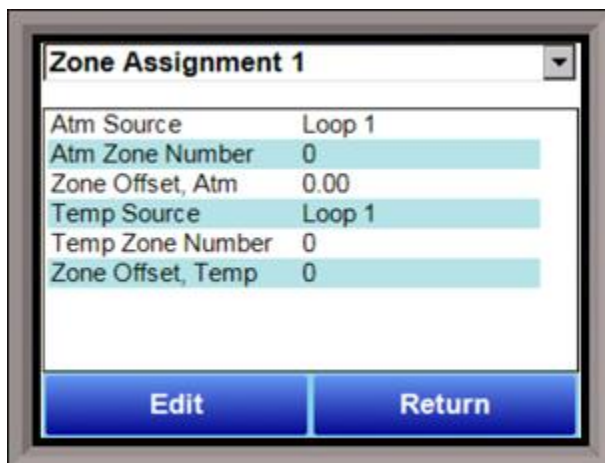 Zone Assignment 1
Atm Source Loop 1
Atm Zone Number 0
Zone Offset, Atm 0.00
Temp Source Loop 1
Temp Zone Number 0
Zone Offset, Temp 0
Edit Return